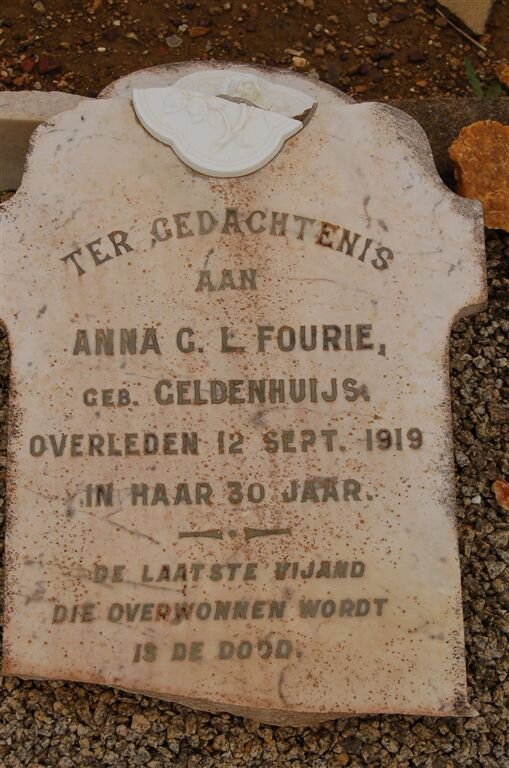 TER GEDACHTENIS
AAN
ANNA G. L. FOURIE,
GEB. GELDENHUIJS.
OVERLEDEN 12 SEPT. 1919
IN HAAR 30 JAAR.
DE LAATSTE VIJAND
DIE OVERWONNEN WORDT
IS DE DOOD.